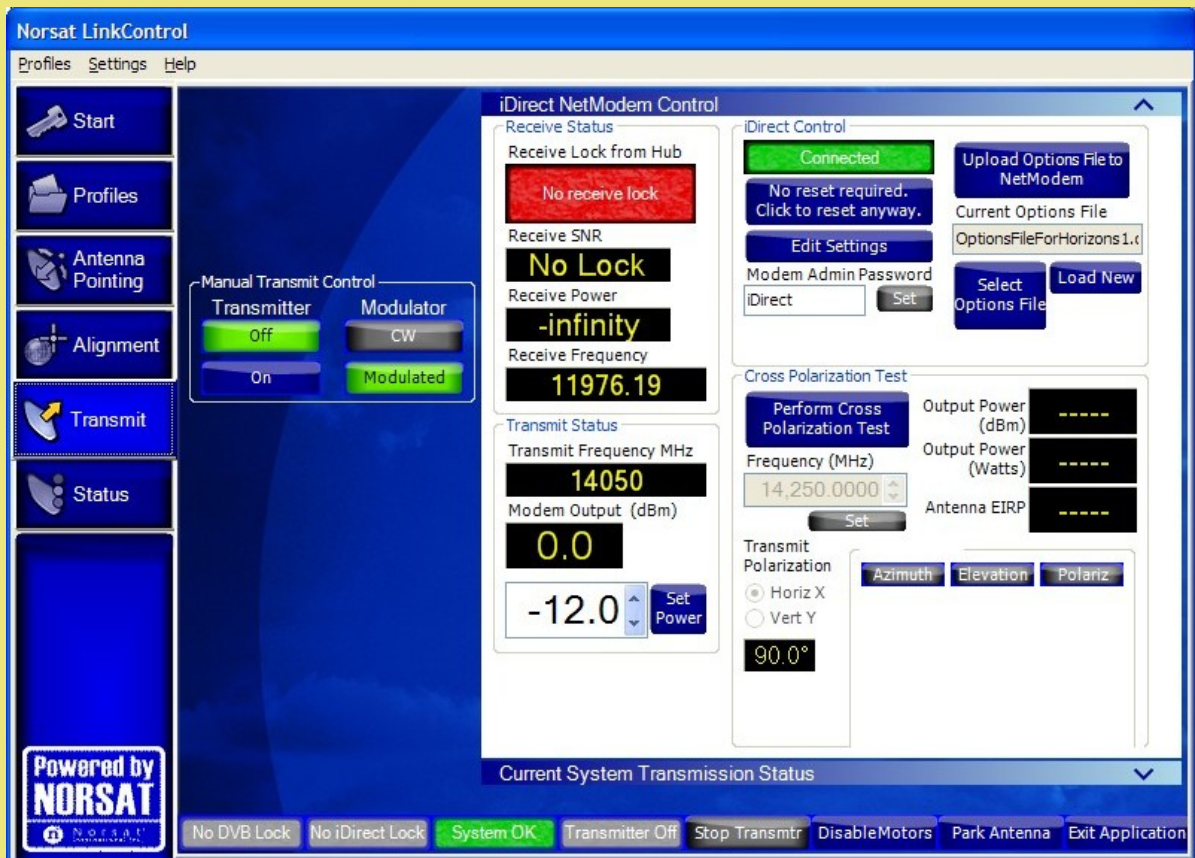 Norsat LinkControl
Profiles Settings Help
Start
Profiles
Antenna
Pointing
Alignment
Transmit
Status
Powered by
NORSAT
Norsat
Manual Transmit Control
Transmitter Modulator
Off CW
On Modulated
iDirect NetModem Control
Receive Status
Receive Lock from Hub
No receive lock
Receive SNR
No Lock
Receive Power
-infinity
Receive Frequency
11976.19
Transmit Status
Transmit Frequency MHz
14050
Modem Output (dBm)
0.0
-12.0
Set
Power
iDirect Control
Connected
No reset required.
Click to reset anyway.
Edit Settings
Modem Admin Password
iDirect Set
Upload Options File to
NetModem
Current Options File
OptionsFileForHorizons1.
Select
Options File
Load New
Cross Polarization Test
Perform Cross
Polarization Test
Frequency (MHz)
14,250.0000
Set
Output Power
(dBm)
-----
Output Power
(Watts)
-----
Antenna EIRP
-----
Transmit
Polarization
Horiz X
Vert Y
90.0°
Azimuth Elevation Polariz
Current System Transmission Status
No DVB Lock No iDirect Lock System OK Transmitter Off Stop Transmtr DisableMotors Park Antenna Exit Application